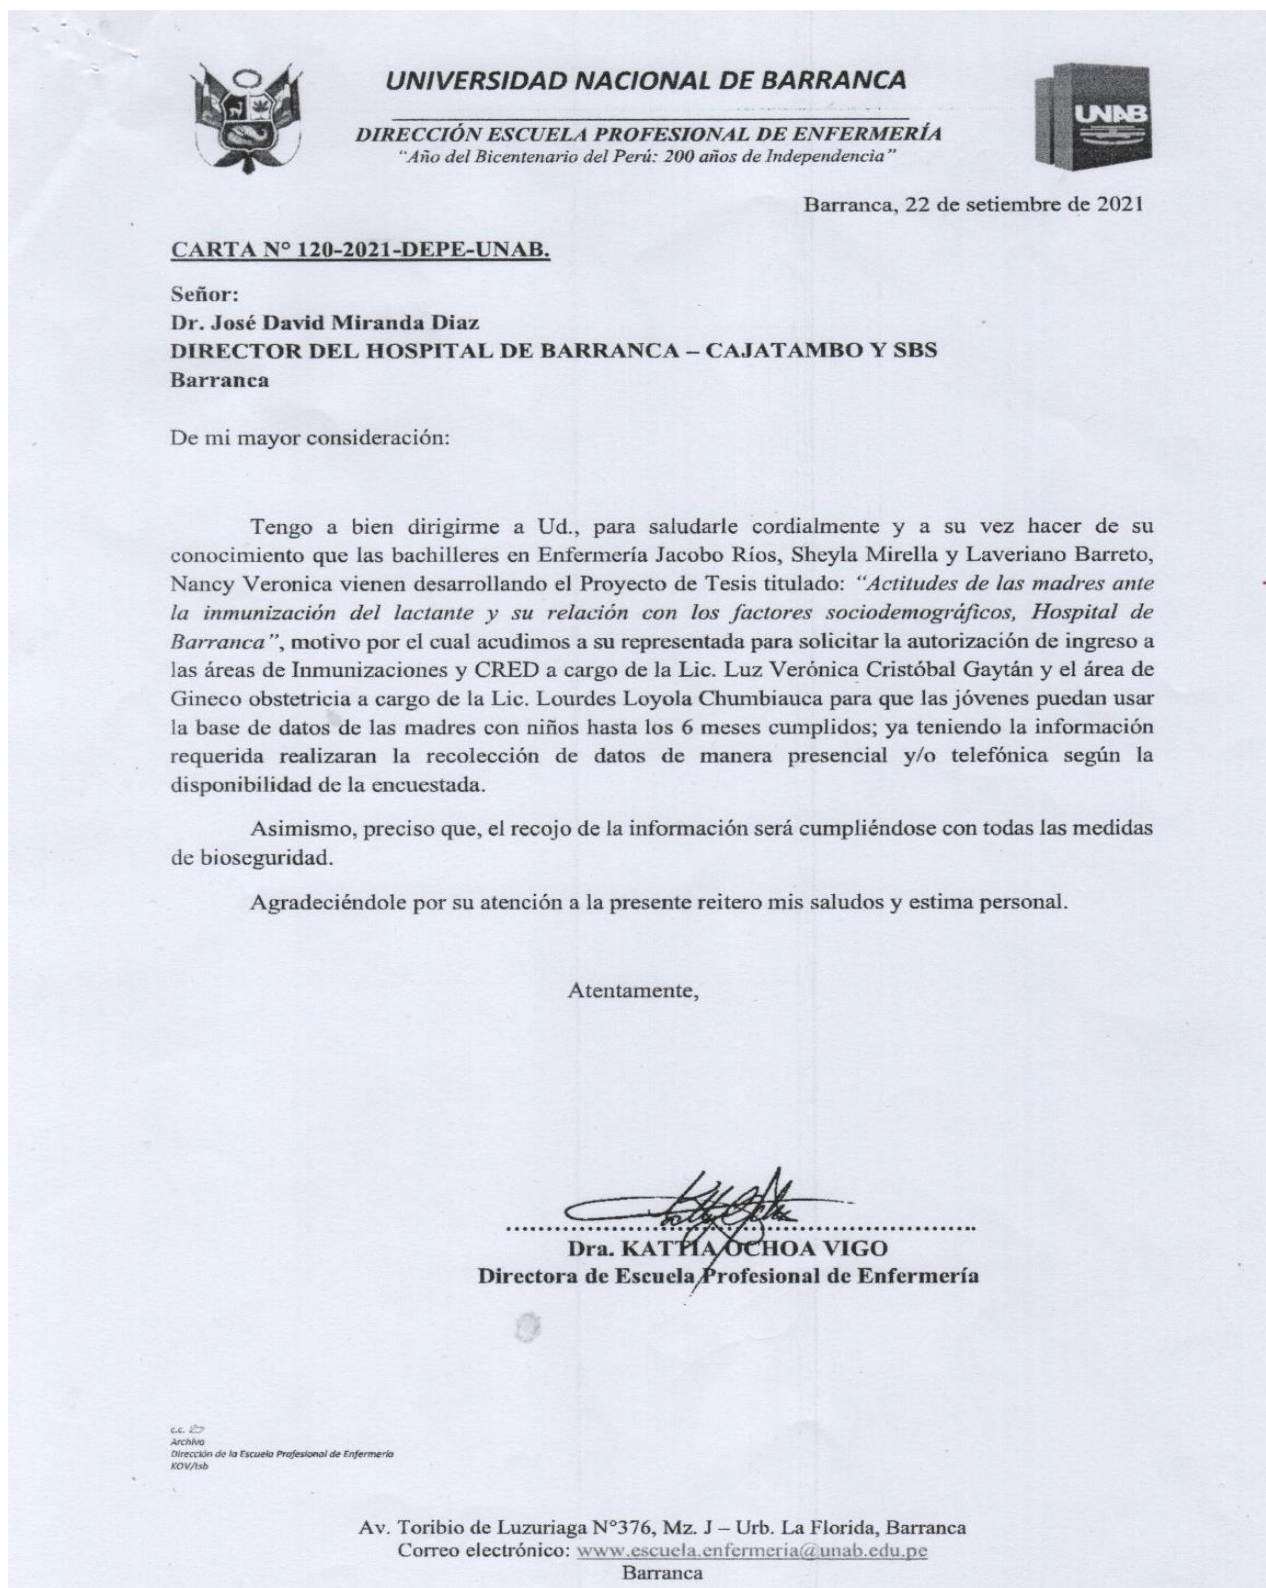 UNIVERSIDAD NACIONAL DE BARRANCA
DIRECCIÓN ESCUELA PROFESIONAL DE ENFERMERÍA
"Año del Bicentenario del Perú: 200 años de Independencia"
UNAB
Barranca, 22 de setiembre de 2021
CARTA N° 120-2021-DEPE-UNAB.
Señor:
Dr. José David Miranda Diaz
DIRECTOR DEL HOSPITAL DE BARRANCA – CAJATAMBO Y SBS
Barranca
De mi mayor consideración:
Tengo a bien dirigirme a Ud., para saludarle cordialmente y a su vez hacer de su
conocimiento que las bachilleres en Enfermería Jacobo Ríos, Sheyla Mirella y Laveriano Barreto,
Nancy Veronica vienen desarrollando el Proyecto de Tesis titulado: "Actitudes de las madres ante
la inmunización del lactante y su relación con los factores sociodemográficos, Hospital de
Barranca", motivo por el cual acudimos a su representada para solicitar la autorización de ingreso a
las áreas de Inmunizaciones y CRED a cargo de la Lic. Luz Verónica Cristóbal Gaytán y el área de
Gineco obstetricia a cargo de la Lic. Lourdes Loyola Chumbiauca para que las jóvenes puedan usar
la base de datos de las madres con niños hasta los 6 meses cumplidos; ya teniendo la información
requerida realizaran la recolección de datos de manera presencial y/o telefónica según la
disponibilidad de la encuestada.
Asimismo, preciso que, el recojo de la información será cumpliéndose con todas las medidas
de bioseguridad.
Agradeciéndole por su atención a la presente reitero mis saludos y estima personal.
Atentamente,
Dra. KATTIA OCHOA VIGO
Directora de Escuela Profesional de Enfermería
c.c.
Archivo
Dirección de la Escuela Profesional de Enfermería
KOV/tsb
Av. Toribio de Luzuriaga N°376, Mz. J – Urb. La Florida, Barranca
Correo electrónico: www.escuela.enfermeria@unab.edu.pe
Barranca